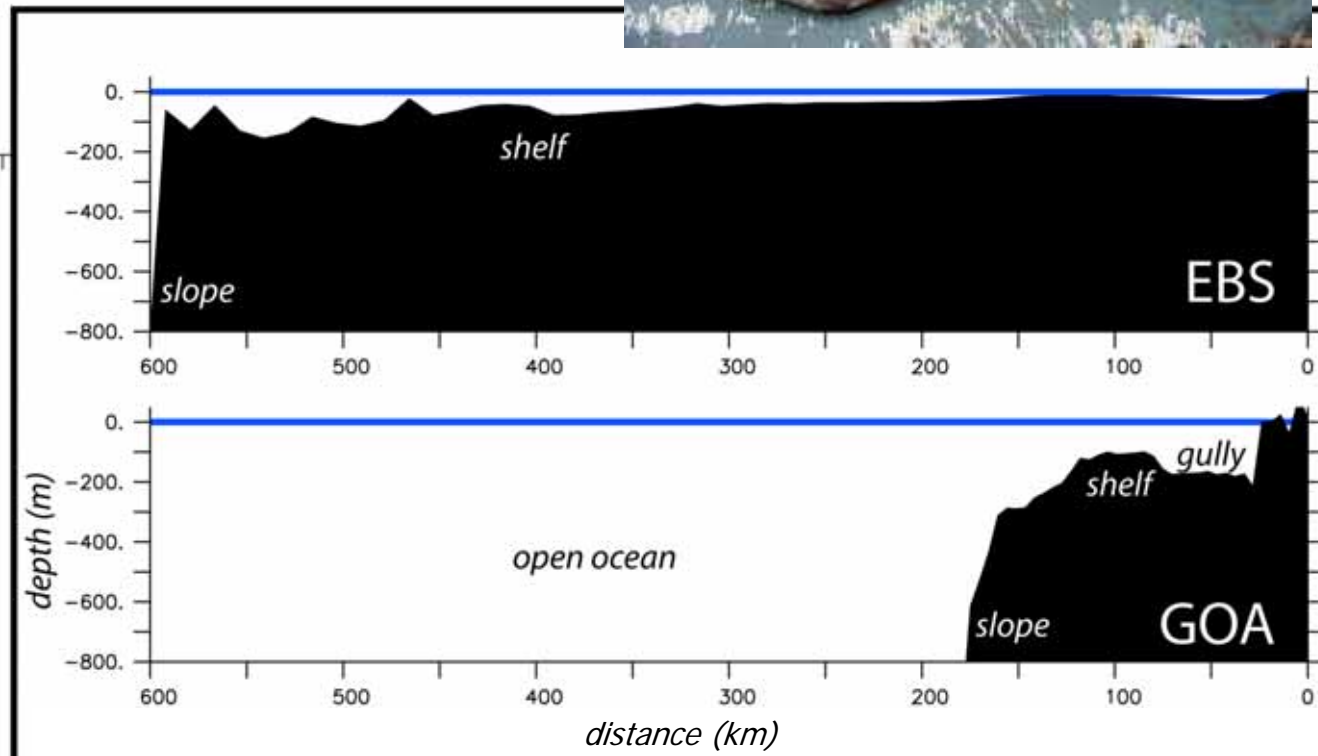 0.
-200.
shelf
-400.
-600.
slope
EBS
-800.
600 500 400 300 200 100 0
0.
gully
-200.
shelf
depth (m)
-400.
open ocean
-600.
slope
GOA
-800.
600 500 400 300 200 100 0
distance (km)